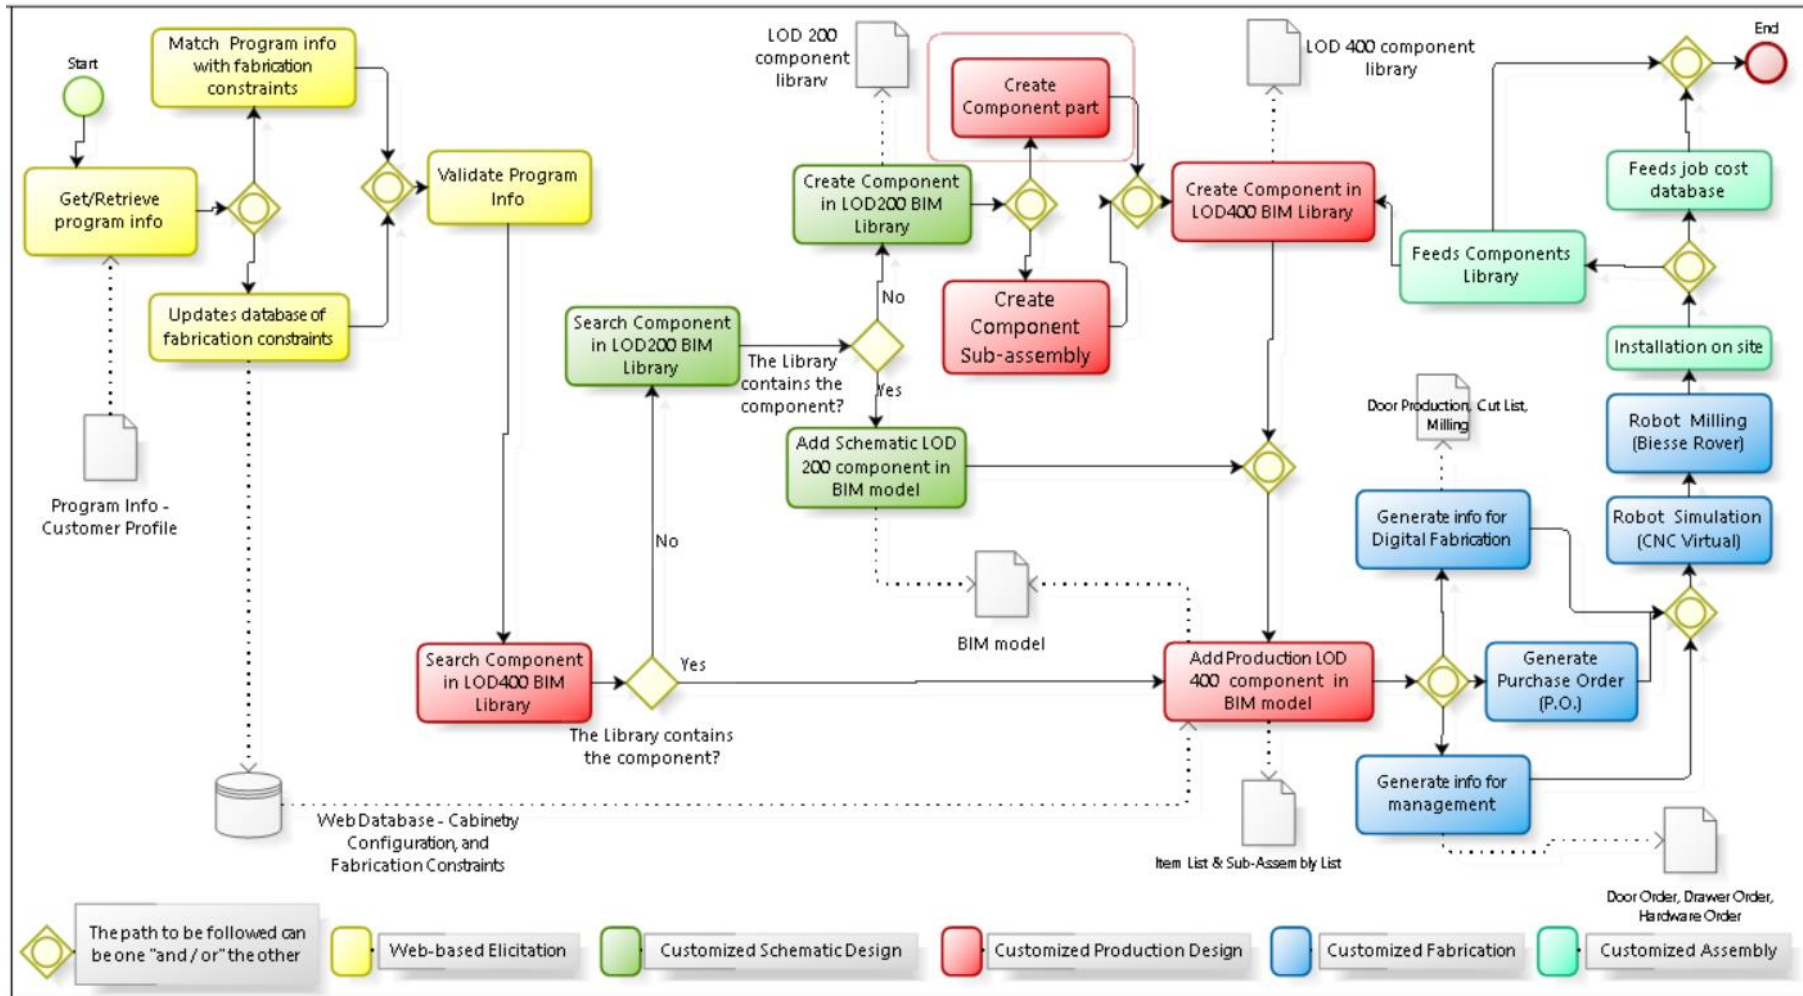 Start
Match Program info
with fabrication
constraints
Get/Retrieve
program info
Updates database of
fabrication constraints
Validate Program
Info
Program Info -
Customer Profile
Web Database - Cabinetry
Configuration, and
Fabrication Constraints
Search Component
in LOD400 BIM
Library
Yes
No
The Library contains
the component?
Search Component
in LOD200 BIM
Library
The Library
contains the
component?
No
Yes
LOD 200
component
library
Create Component
in LOD200 BIM
Library
Add Schematic LOD
200 component in
BIM model
BIM model
Create
Component part
Create
Component
Sub-assembly
LOD 400 component
library
Create Component in
LOD400 BIM Library
Add Production LOD
400 component in
BIM model
Item List & Sub-Assembly List
Door Production, Cut List,
Milling
Generate info for
Digital Fabrication
Generate
Purchase Order
(P.O.)
Generate info for
management
Door Order, Drawer Order,
Hardware Order
Robot Simulation
(CNC Virtual)
Robot Milling
(Biesse Rover)
Installation on site
Feeds Components
Library
Feeds job cost
database
End
The path to be followed can
be one "and / or" the other
Web-based Elicitation
Customized Schematic Design
Customized Production Design
Customized Fabrication
Customized Assembly